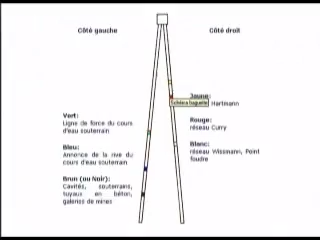 Côté gauche
Côté droit
Jaune:
Hartmann
Schéma baguette
Vert:
Ligne de force du cours
d'eau souterrain
Rouge:
réseau Curry
Bleu:
Annonce de la rive du
cours d'eau souterrain
Blanc:
réseau Wissmann, Point
foudre
Brun (ou Noir):
Cavités, souterrains,
tuyaux en béton,
galeries de mines